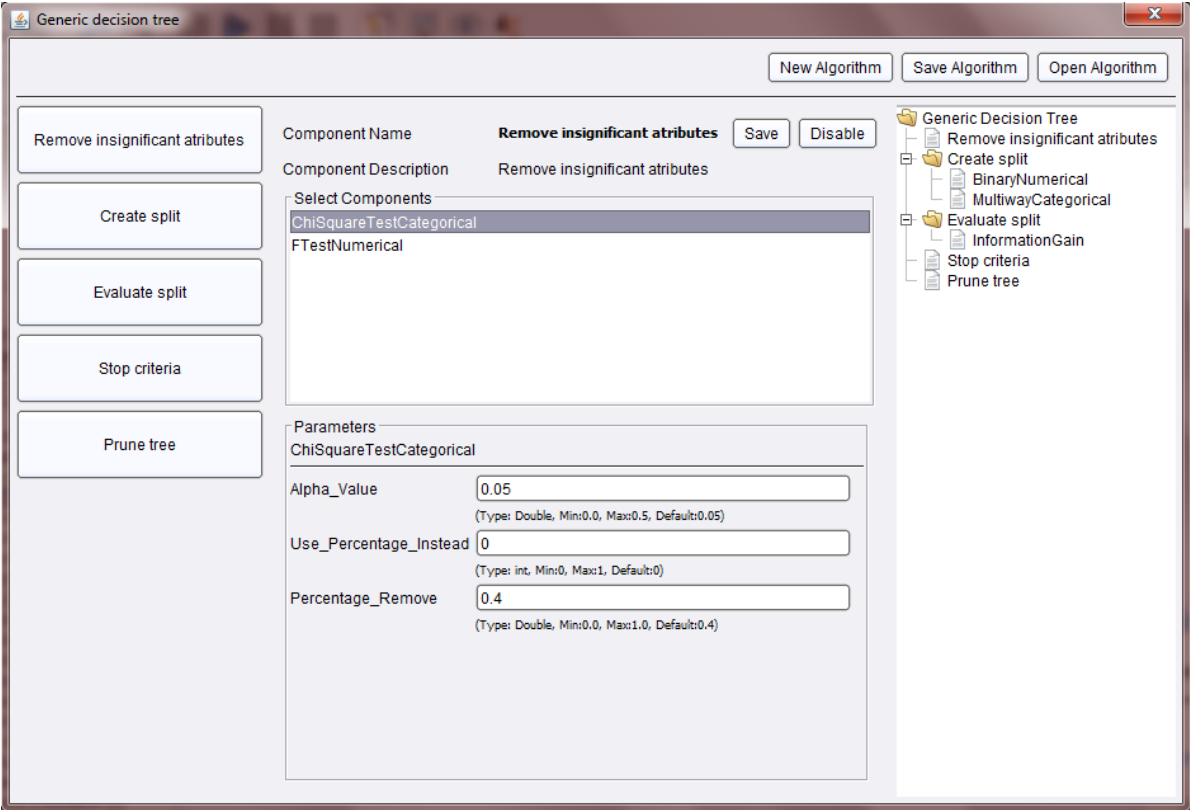 Generic decision tree
New Algorithm Save Algorithm Open Algorithm
Remove insignificant atributes
Create split
Evaluate split
Stop criteria
Prune tree
Component Name Remove insignificant atributes Save Disable
Component Description Remove insignificant atributes
Select Components
ChiSquareTestCategorical
FTestNumerical
Parameters
ChiSquareTestCategorical
Alpha_Value 0.05
(Type: Double, Min:0.0, Max:0.5, Default:0.05)
Use_Percentage_Instead 0
(Type: int, Min:0, Max:1, Default:0)
Percentage_Remove 0.4
(Type: Double, Min:0.0, Max:1.0, Default:0.4)
Generic Decision Tree
Remove insignificant atributes
Create split
BinaryNumerical
MultiwayCategorical
Evaluate split
InformationGain
Stop criteria
Prune tree